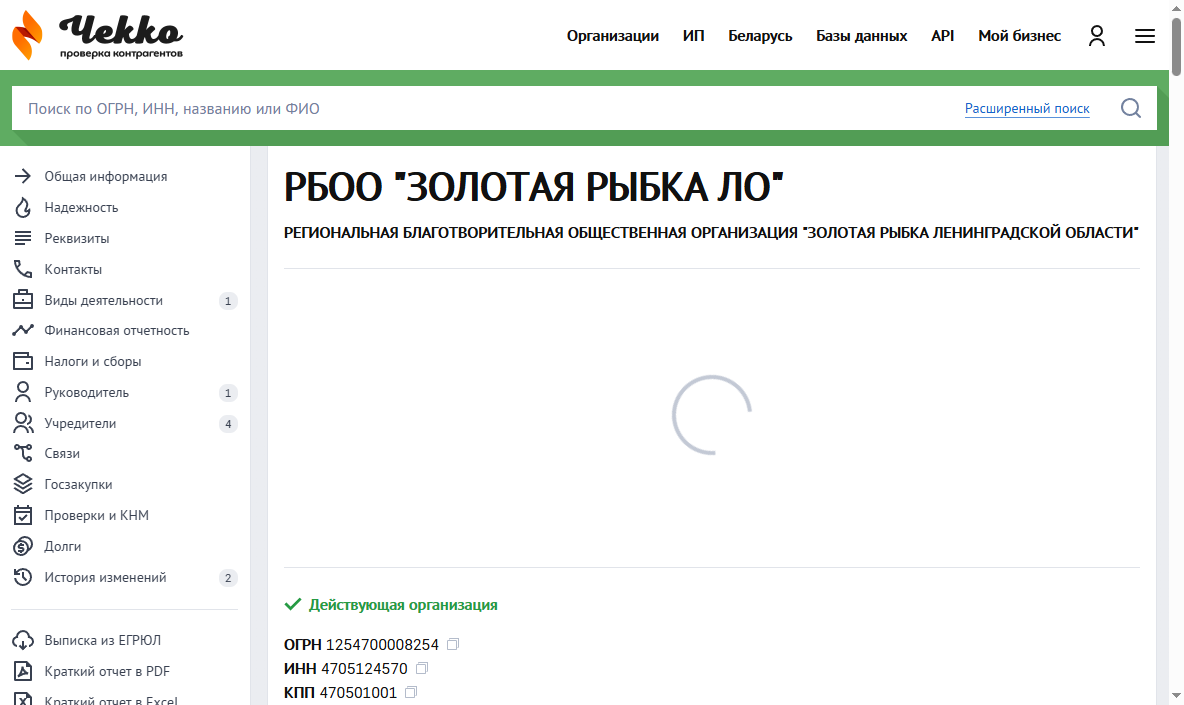 Чекко
проверка контрагентов
Организации ИП Беларусь Базы данных API Мой бизнес
Поиск по ОГРН, ИНН, названию или ФИО Расширенный поиск
Общая информация
Надежность
Реквизиты
Контакты
Виды деятельности 1
Финансовая отчетность
Налоги и сборы
Руководитель 1
Учредители 4
Связи
Госзакупки
Проверки и КНМ
Долги
История изменений 2
Выписка из ЕГРЮЛ
Краткий отчет в PDF
Краткий отчет в Excel
РБОО "ЗОЛОТАЯ РЫБКА ЛО"
РЕГИОНАЛЬНАЯ БЛАГОТВОРИТЕЛЬНАЯ ОБЩЕСТВЕННАЯ ОРГАНИЗАЦИЯ "ЗОЛОТАЯ РЫБКА ЛЕНИНГРАДСКОЙ ОБЛАСТИ"
Действующая организация
ОГРН 1254700008254
ИНН 4705124570
КПП 470501001